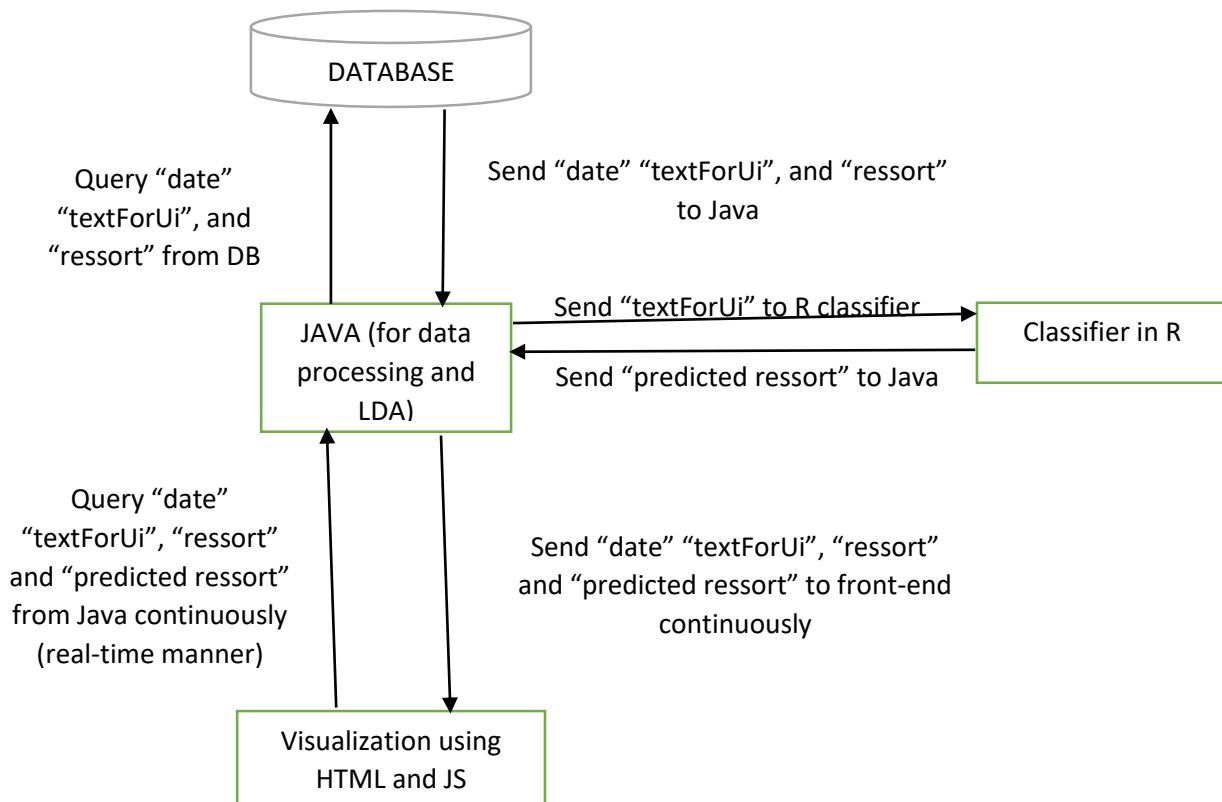 DATABASE
Query “date”
“textForUi”, and
“ressort” from DB
Send “date” “textForUi”, and “ressort”
to Java
Send “textForUi” to R classifier
JAVA (for data
processing and
LDA)
Classifier in R
Send “predicted ressort” to Java
Query “date”
“textForUi”, “ressort”
and “predicted ressort”
from Java continuously
(real-time manner)
Send “date” “textForUi”, “ressort”
and “predicted ressort” to front-end
continuously
Visualization using
HTML and JS